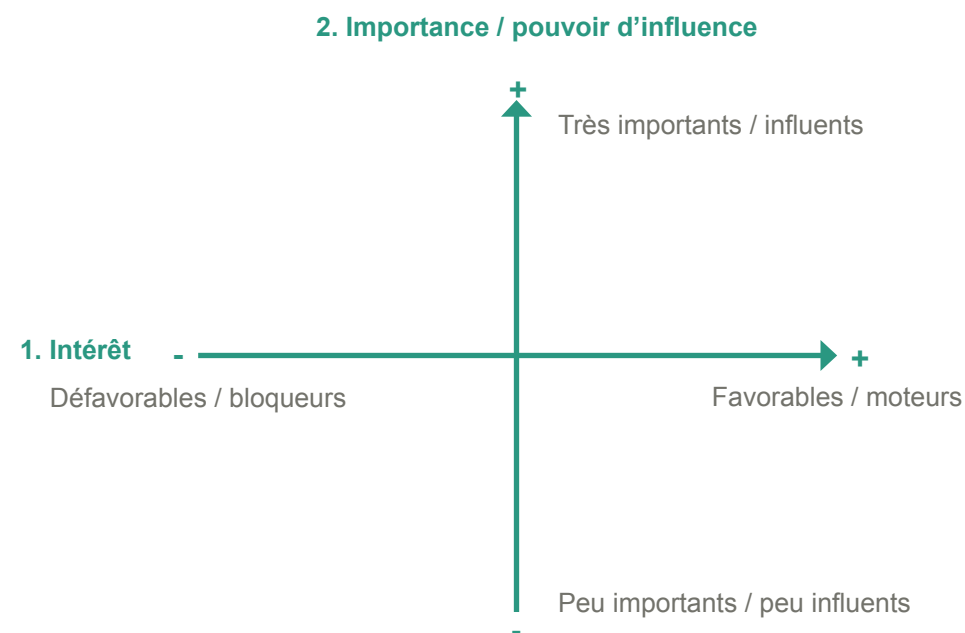 2. Importance / pouvoir d’influence
+
Très importants / influents
1. Intérêt - +
Défavorables / bloqueurs Favorables / moteurs
Peu importants / peu influents
-